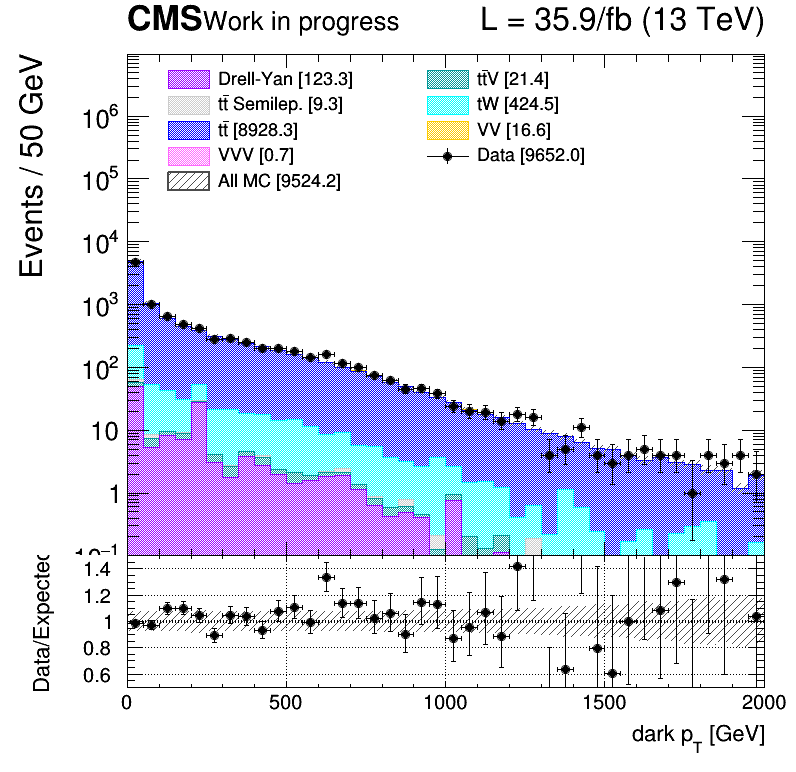 CMS Work in progress L = 35.9/fb (13 TeV)
Events / 50 GeV
Drell-Yan [123.3]
tt̄ Semilep. [9.3]
tt̄ [8928.3]
VVV [0.7]
All MC [9524.2]
tt̄V [21.4]
tW [424.5]
VV [16.6]
Data [9652.0]
10⁶
10⁵
10⁴
10³
10²
10
1
10⁻¹
Data/Expected
1.4
1.2
1
0.8
0.6
0 500 1000 1500 2000
dark p_T [GeV]